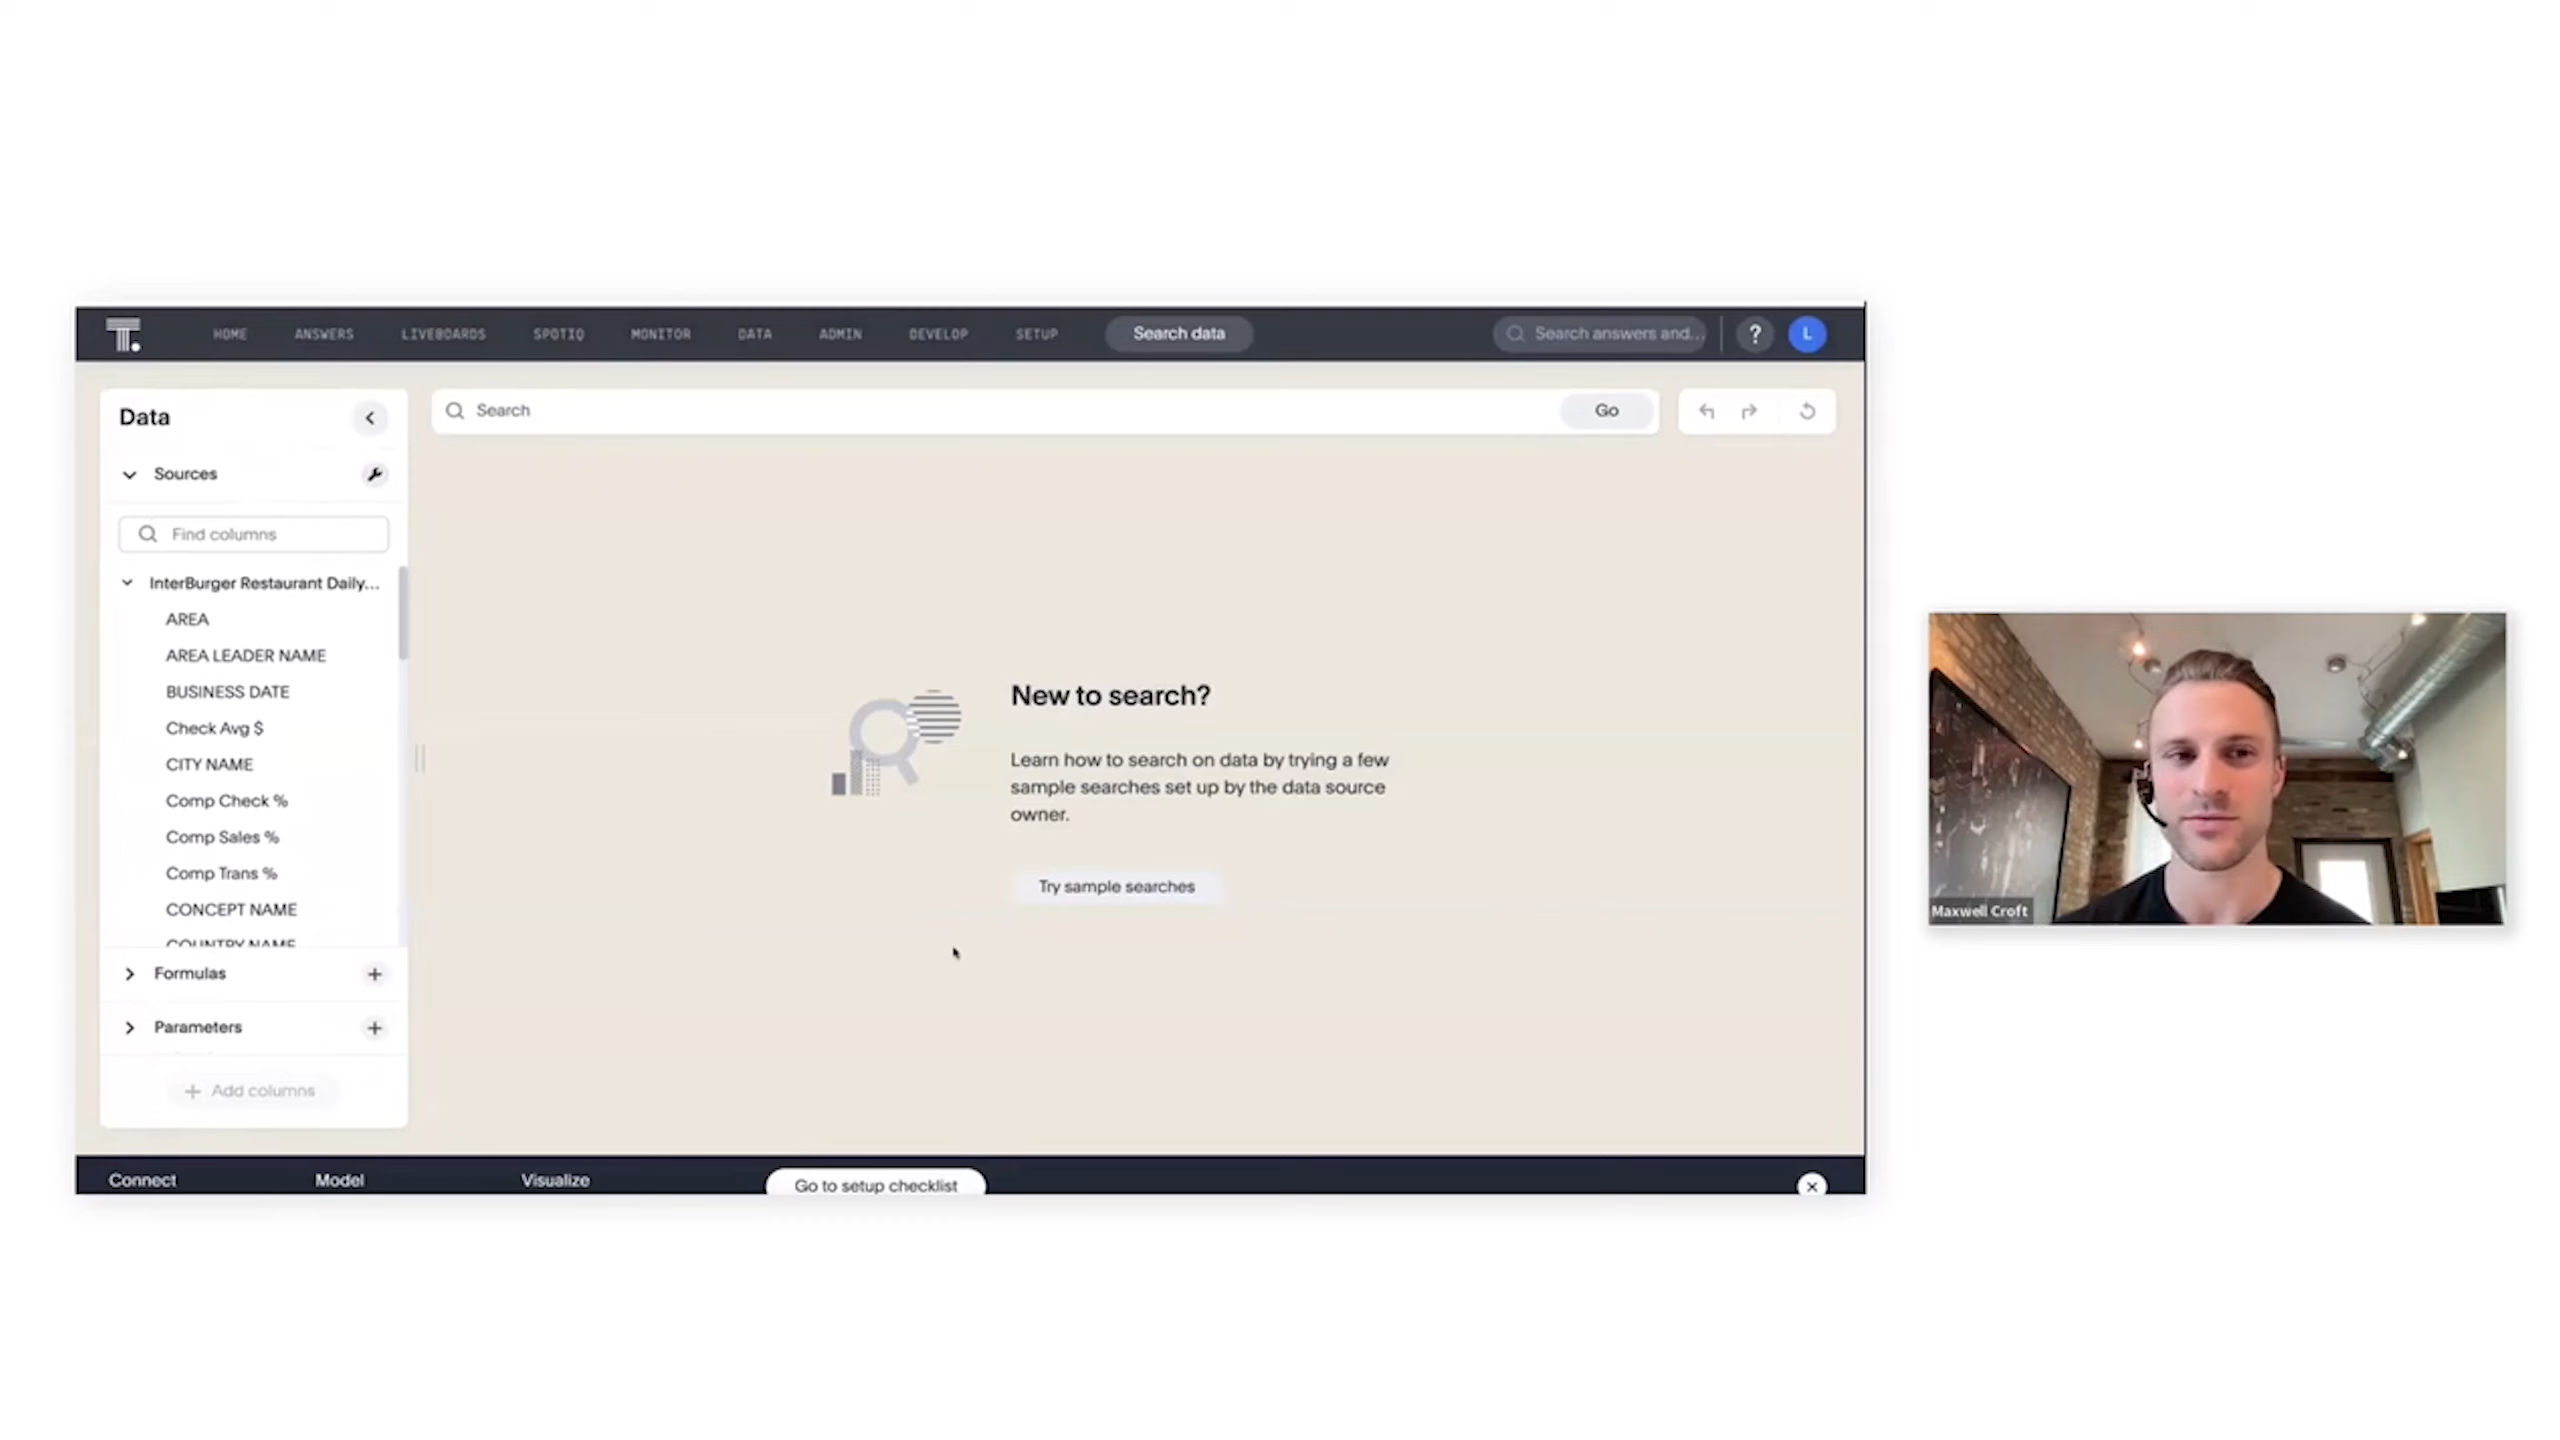 HOME ANSWERS LIVEBOARDS SPOTIQ MONITOR DATA ADMIN DEVELOP SETUP Search data Search answers and... ? L
Data
Search Go
Sources
Find columns
InterBurger Restaurant Daily...
AREA
AREA LEADER NAME
BUSINESS DATE
Check Avg $
CITY NAME
Comp Check %
Comp Sales %
Comp Trans %
CONCEPT NAME
COUNTRY NAME
Formulas
Parameters
Add columns
New to search?
Learn how to search on data by trying a few
sample searches set up by the data source
owner.
Try sample searches
Connect Model Visualize Go to setup checklist
Maxwell Croft